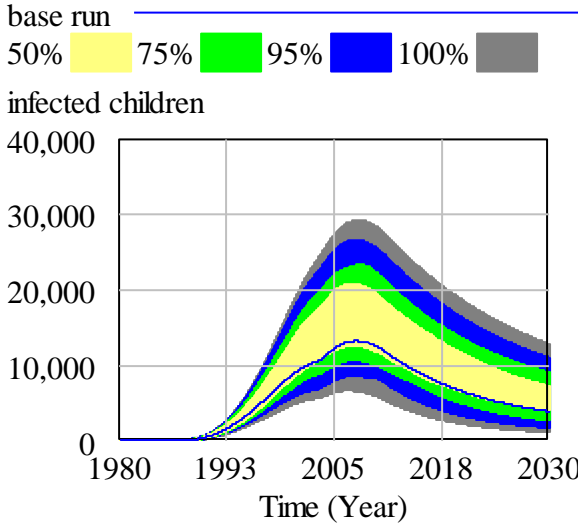 base run
50% 75% 95% 100%
infected children
40,000
30,000
20,000
10,000
0
1980 1993 2005 2018 2030
Time (Year)